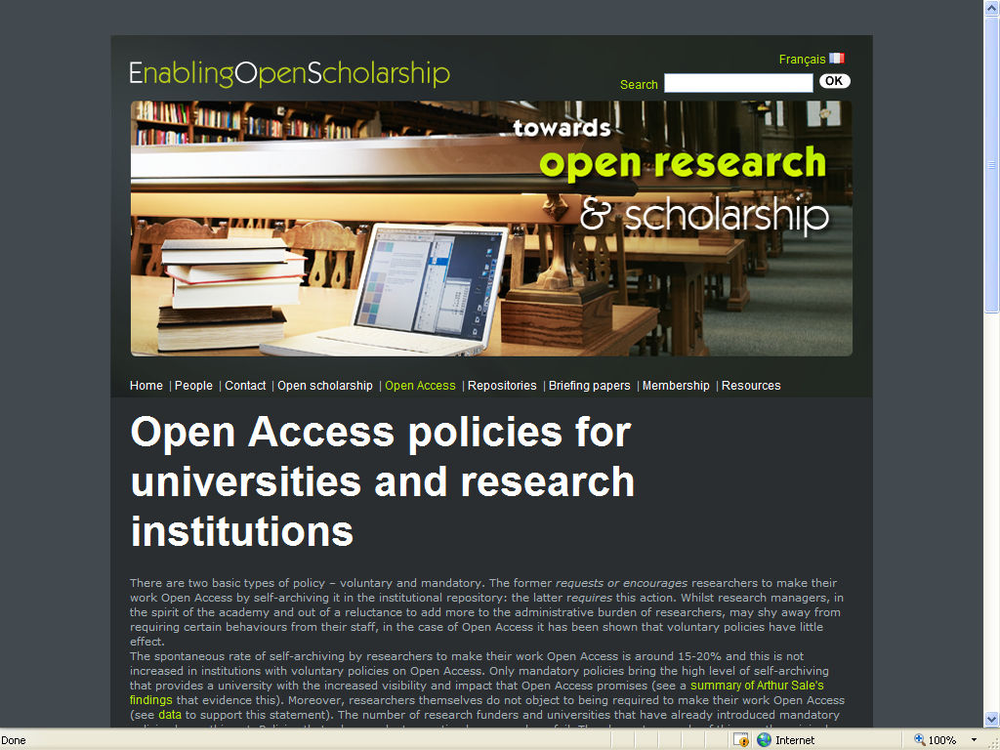 Français
EnablingOpenScholarship
Search
OK
towards
open research
& scholarship
Home | People | Contact | Open scholarship | Open Access | Repositories | Briefing papers | Membership | Resources
Open Access policies for
universities and research
institutions
There are two basic types of policy – voluntary and mandatory. The former requests or encourages researchers to make their
work Open Access by self-archiving it in the institutional repository: the latter requires this action. Whilst research managers, in
the spirit of the academy and out of a reluctance to add more to the administrative burden of researchers, may shy away from
requiring certain behaviours from their staff, in the case of Open Access it has been shown that voluntary policies have little
effect.
The spontaneous rate of self-archiving by researchers to make their work Open Access is around 15-20% and this is not
increased in institutions with voluntary policies on Open Access. Only mandatory policies bring the high level of self-archiving
that provides a university with the increased visibility and impact that Open Access promises (see a summary of Arthur Sale's
findings that evidence this). Moreover, researchers themselves do not object to being required to make their work Open Access
(see data to support this statement). The number of research funders and universities that have already introduced mandatory
Done
Internet
100%